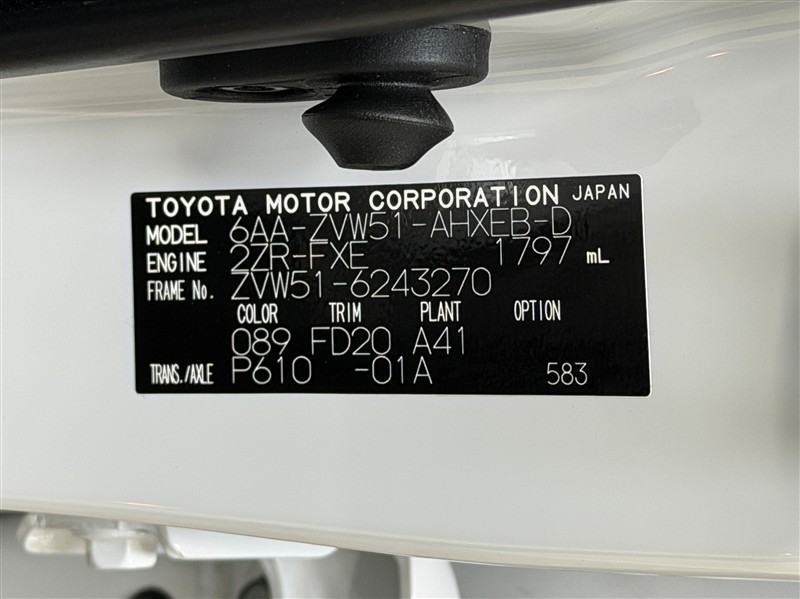 TOYOTA MOTOR CORPORATION JAPAN
MODEL 6AA-ZVW51-AHXEB-D
ENGINE 2ZR-FXE 1797 mL
FRAME No. ZVW51-6243270
COLOR TRIM PLANT OPTION
089 FD20 A41
TRANS./AXLE P610 -01A 583